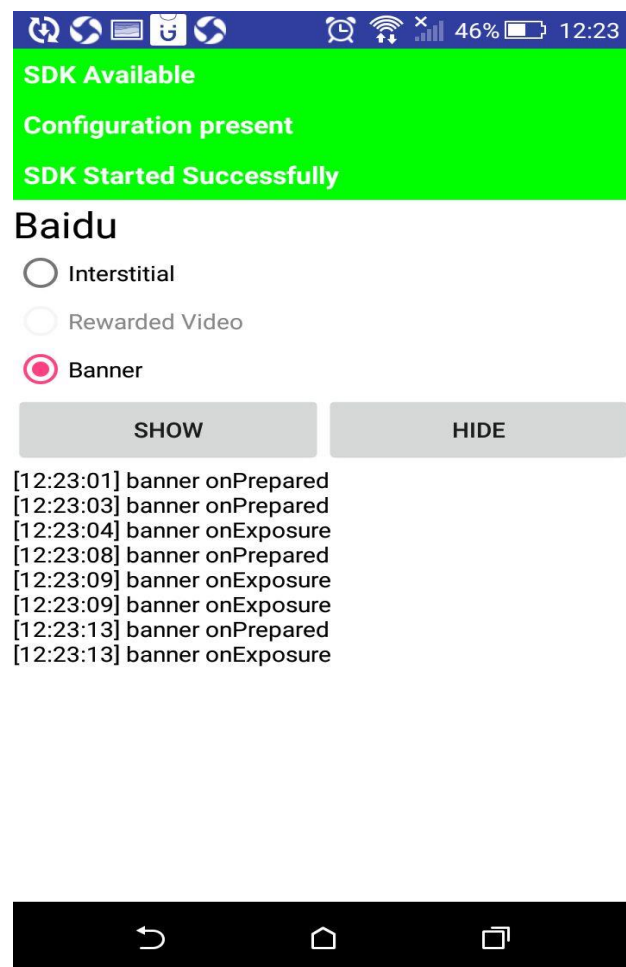 46% 12:23
SDK Available
Configuration present
SDK Started Successfully
Baidu
Interstitial
Rewarded Video
Banner
SHOW HIDE
[12:23:01] banner onPrepared
[12:23:03] banner onPrepared
[12:23:04] banner onExposure
[12:23:08] banner onPrepared
[12:23:09] banner onExposure
[12:23:09] banner onExposure
[12:23:13] banner onPrepared
[12:23:13] banner onExposure